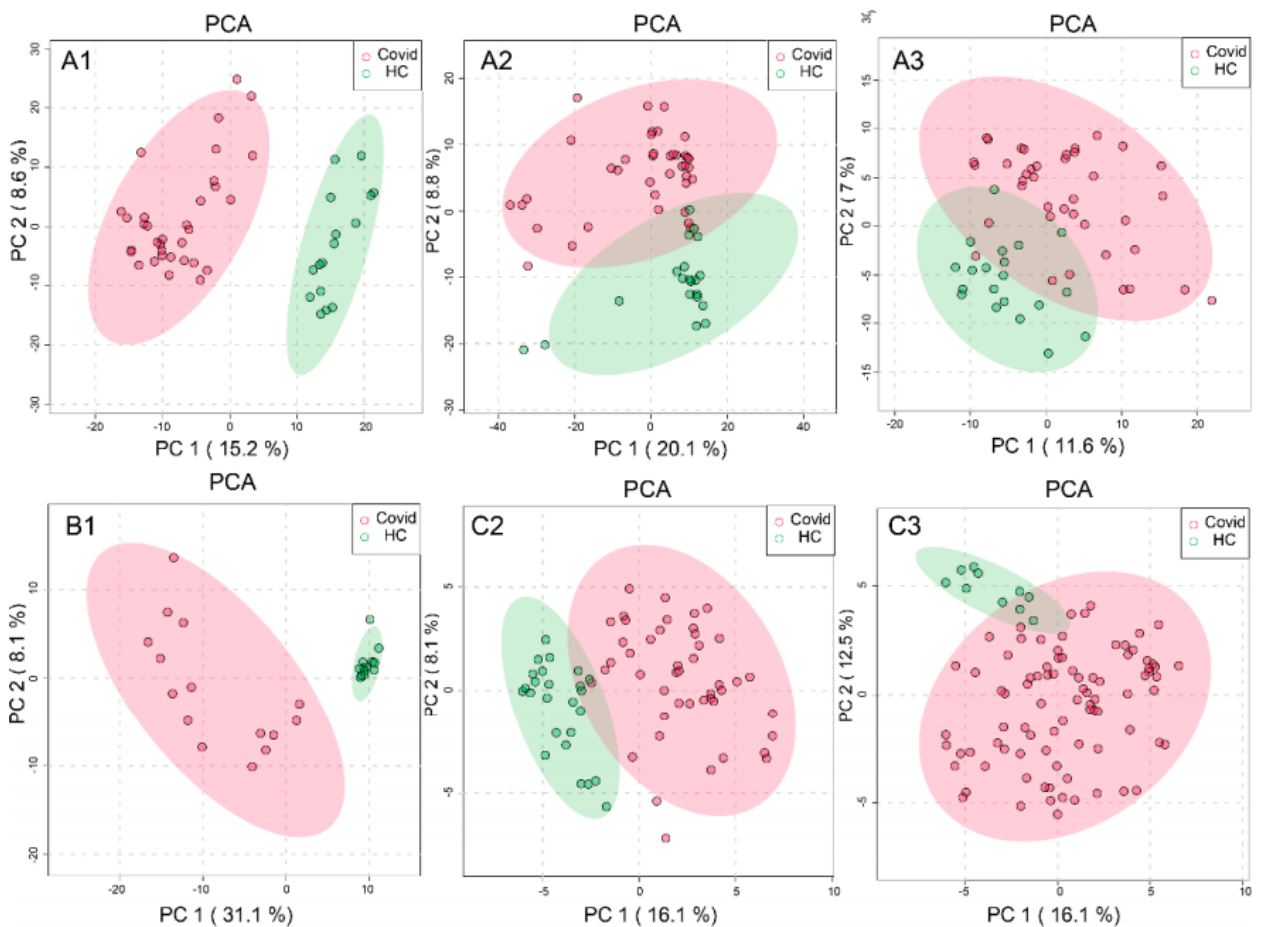 PCA
A1
Covid
HC
30
20
10
0
-10
-20
-30
PC 2 ( 8.6 %)
-20
-10
0
10
20
PC 1 ( 15.2 %)
PCA
A2
Covid
HC
20
10
0
-10
-20
-30
PC 2 ( 8.8 %)
-40
-20
0
20
40
PC 1 ( 20.1 %)
PCA
A3
Covid
HC
15
10
5
0
-5
-10
-15
PC 2 ( 7 %)
-20
-10
0
10
20
PC 1 ( 11.6 %)
PCA
B1
Covid
HC
10
0
-10
-20
PC 2 ( 8.1 %)
-20
-10
0
10
PC 1 ( 31.1 %)
PCA
C2
Covid
HC
5
0
-5
PC 2 ( 8.1 %)
-5
0
5
10
PC 1 ( 16.1 %)
PCA
C3
Covid
HC
5
0
-5
PC 2 ( 12.5 %)
-5
0
5
10
PC 1 ( 16.1 %)